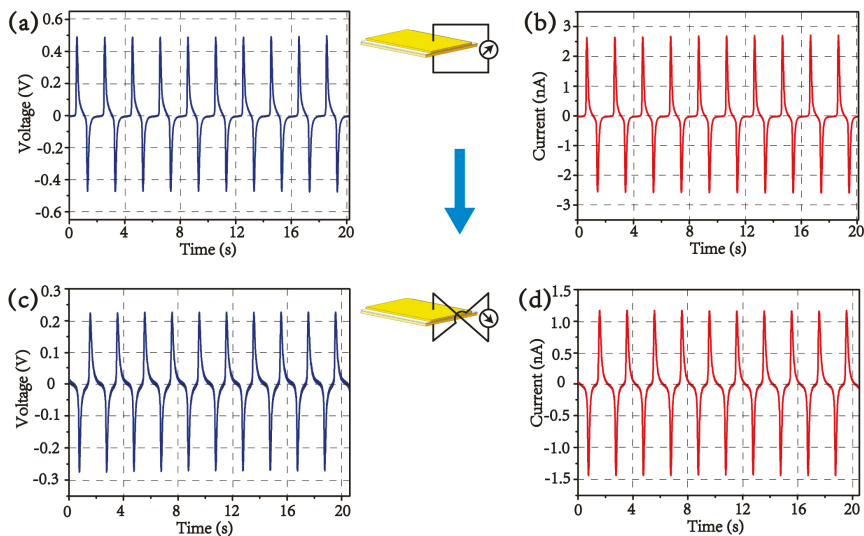 (a)
Voltage (V)
0.6
0.4
0.2
0
-0.2
-0.4
-0.6
0 4 8 12 16 20
Time (s)
(b)
Current (nA)
3
2
1
0
-1
-2
-3
0 4 8 12 16 20
Time (s)
(c)
Voltage (V)
0.3
0.2
0.1
0
-0.1
-0.2
-0.3
0 4 8 12 16 20
Time (s)
(d)
Current (nA)
1.5
1.0
0.5
0
-0.5
-1.0
-1.5
0 4 8 12 16 20
Time (s)